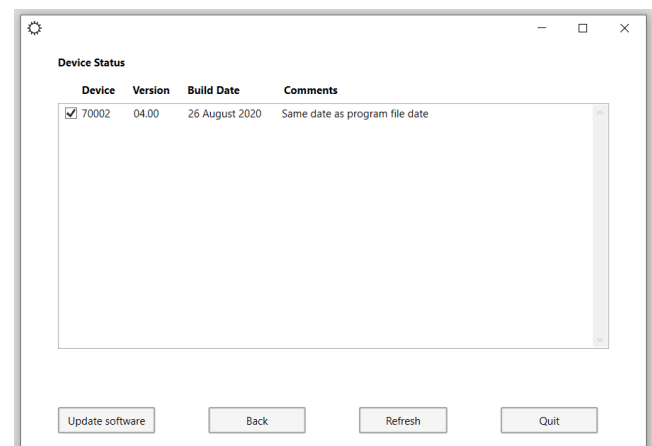 Device Status
Device Version Build Date Comments
70002 04.00 26 August 2020 Same date as program file date
Update software Back Refresh Quit